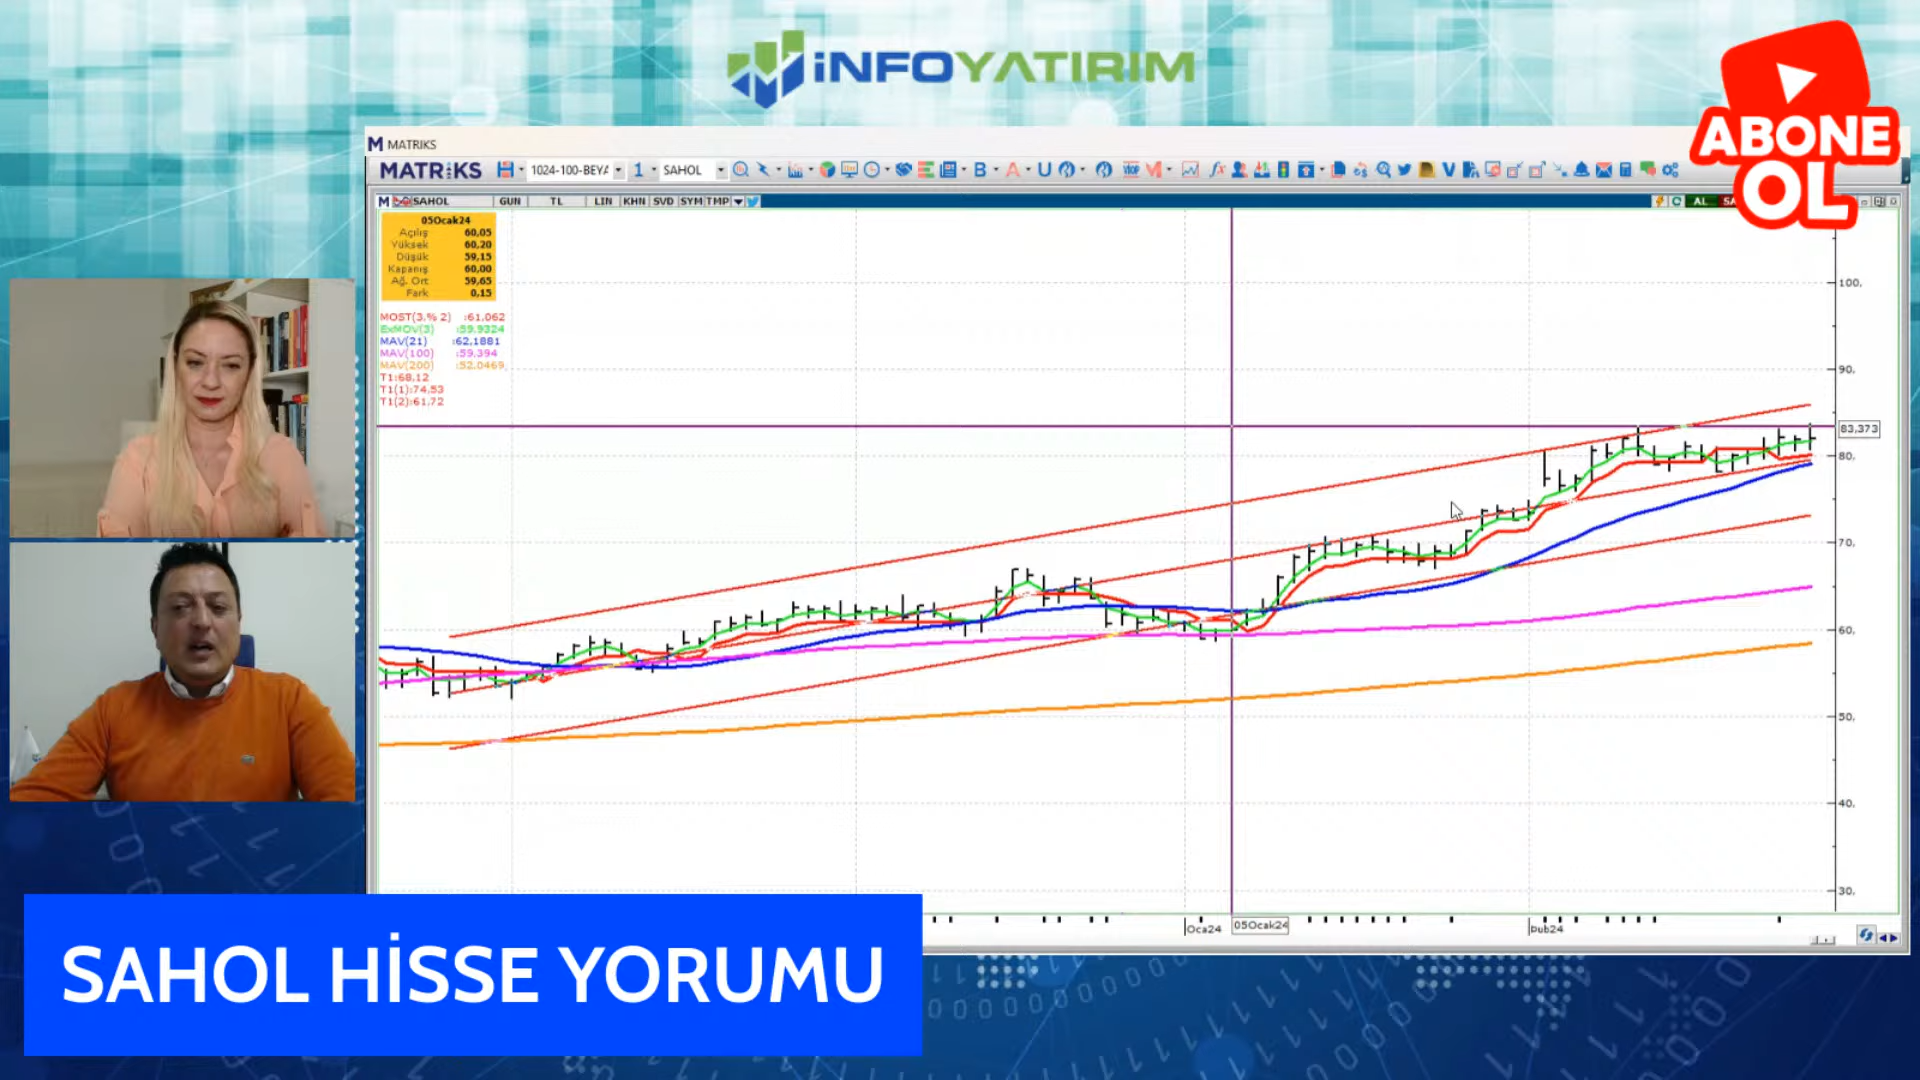 iNFOYATIRIM
ABONE
OL
MATRIKS
MATRiKS 1024-100-BEYA 1 SAHOL
SAHOL GUN TL LIN KHN SVD SYM TMP
AL
05Ocak24
Açılış 60,05
Yüksek 60,20
Düşük 59,15
Kapanış 60,00
Ağ. Ort 59,65
Fark 0,15
MOST(3,% 2) :61.062
ExMOV(3) :59.9324
MAV(21) :62.1881
MAV(100) :59.394
MAV(200) :52.0469
T1:68,12
T1(1):74,53
T1(2):61,72
100,
90,
83,373
80,
70,
60,
50,
40,
30,
Oca24 05Ocak24 Þub24
SAHOL HİSSE YORUMU